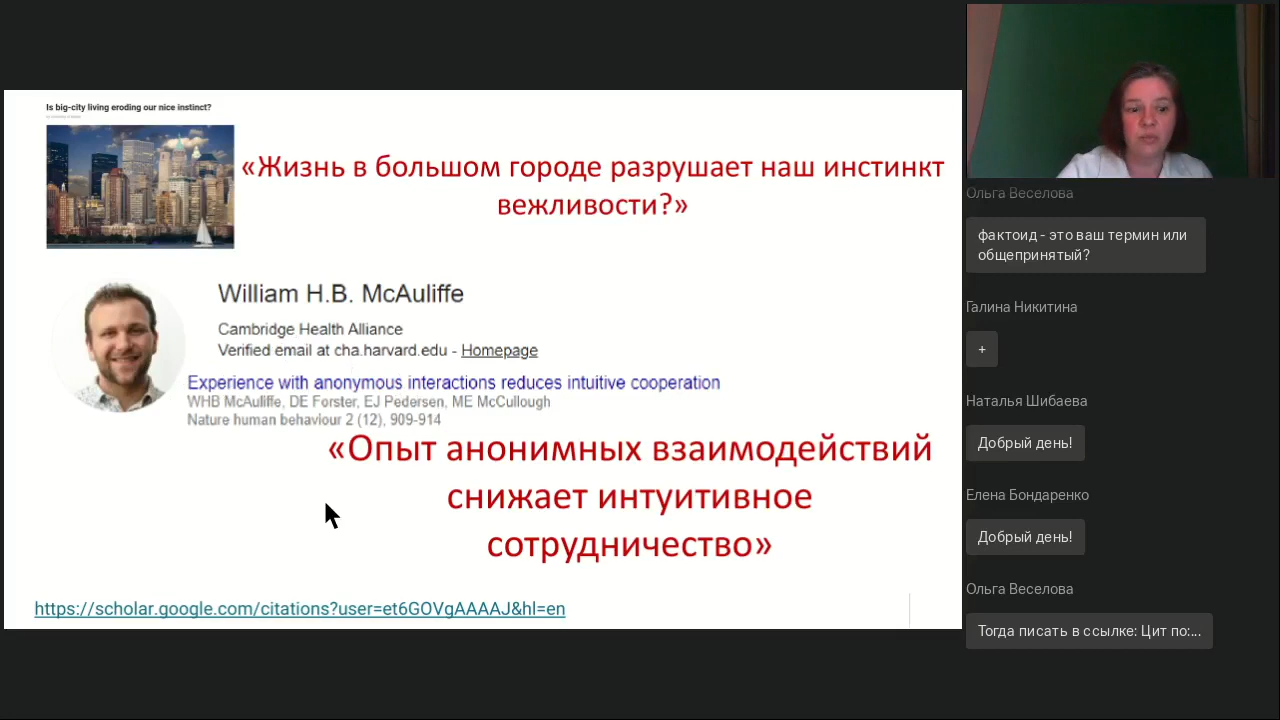 Is big-city living eroding our nice instinct?
«Жизнь в большом городе разрушает наш инстинкт
вежливости?»
William H.B. McAuliffe
Cambridge Health Alliance
Verified email at cha.harvard.edu - Homepage
Experience with anonymous interactions reduces intuitive cooperation
WHB McAuliffe, DE Forster, EJ Pedersen, ME McCullough
Nature human behaviour 2 (12), 909-914
«Опыт анонимных взаимодействий
снижает интуитивное
сотрудничество»
https://scholar.google.com/citations?user=et6GOVgAAAAJ&hl=en
Ольга Веселова
фактоид - это ваш термин или
общепринятый?
Галина Никитина
+
Наталья Шибаева
Добрый день!
Елена Бондаренко
Добрый день!
Ольга Веселова
Тогда писать в ссылке: Цит по:...